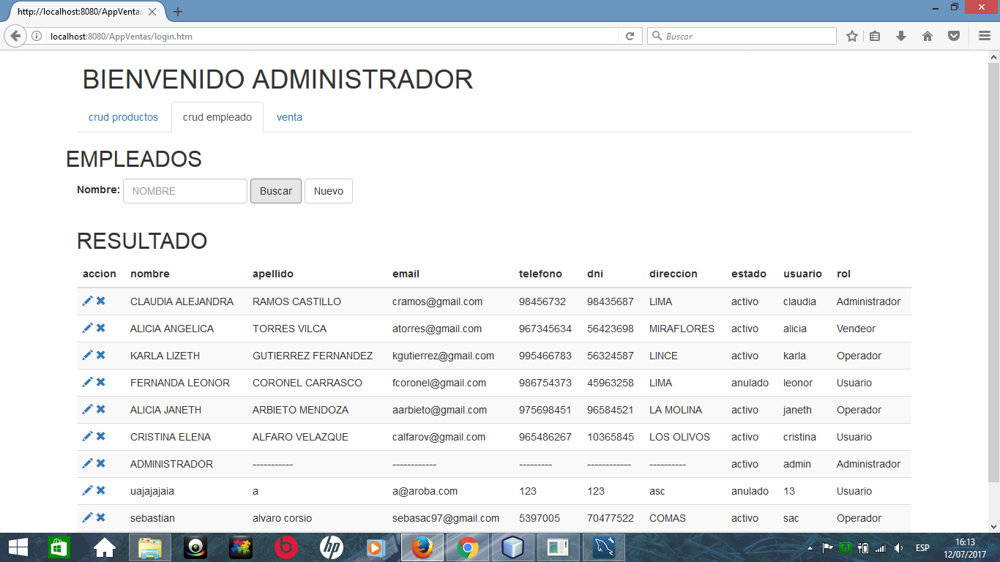 http://localhost:8080/AppVentas
localhost:8080/AppVentas/login.htm
Buscar
BIENVENIDO ADMINISTRADOR
crud productos crud empleado venta
EMPLEADOS
Nombre: NOMBRE Buscar Nuevo
RESULTADO
accion nombre apellido email telefono dni direccion estado usuario rol
CLAUDIA ALEJANDRA RAMOS CASTILLO cramos@gmail.com 98456732 98435687 LIMA activo claudia Administrador
ALICIA ANGELICA TORRES VILCA atorres@gmail.com 967345634 56423698 MIRAFLORES activo alicia Vendeor
KARLA LIZETH GUTIERREZ FERNANDEZ kgutierrez@gmail.com 995466783 56324587 LINCE activo karla Operador
FERNANDA LEONOR CORONEL CARRASCO fcoronel@gmail.com 986754373 45963258 LIMA anulado leonor Usuario
ALICIA JANETH ARBIETO MENDOZA aarbieto@gmail.com 975698451 96584521 LA MOLINA activo janeth Operador
CRISTINA ELENA ALFARO VELAZQUE calfarov@gmail.com 965486267 10365845 LOS OLIVOS activo cristina Usuario
ADMINISTRADOR ----------- ------------ --------- ------------ ---------- activo admin Administrador
uajajajaia a a@aroba.com 123 123 asc anulado 13 Usuario
sebastian alvaro corsio sebasac97@gmail.com 5397005 70477522 COMAS activo sac Operador
hp
ESP
16:13
12/07/2017